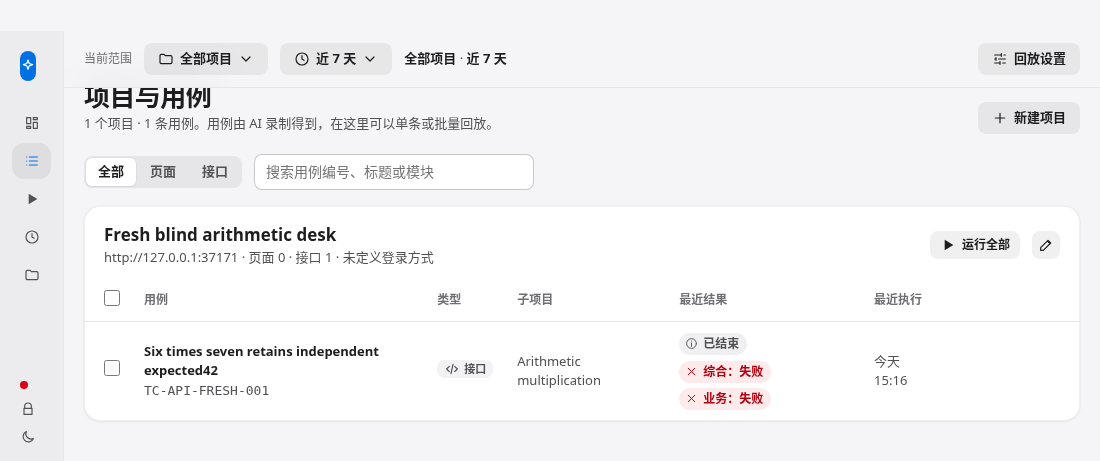 当前范围 全部项目 近 7 天 全部项目 · 近 7 天 回放设置
项目与用例
1 个项目 · 1 条用例。用例由 AI 录制得到，在这里可以单条或批量回放。
新建项目
全部 页面 接口 搜索用例编号、标题或模块
Fresh blind arithmetic desk
http://127.0.0.1:37171 · 页面 0 · 接口 1 · 未定义登录方式
运行全部
用例 类型 子项目 最近结果 最近执行
Six times seven retains independent
expected42
TC-API-FRESH-001
接口
Arithmetic
multiplication
已结束
综合：失败
业务：失败
今天
15:16